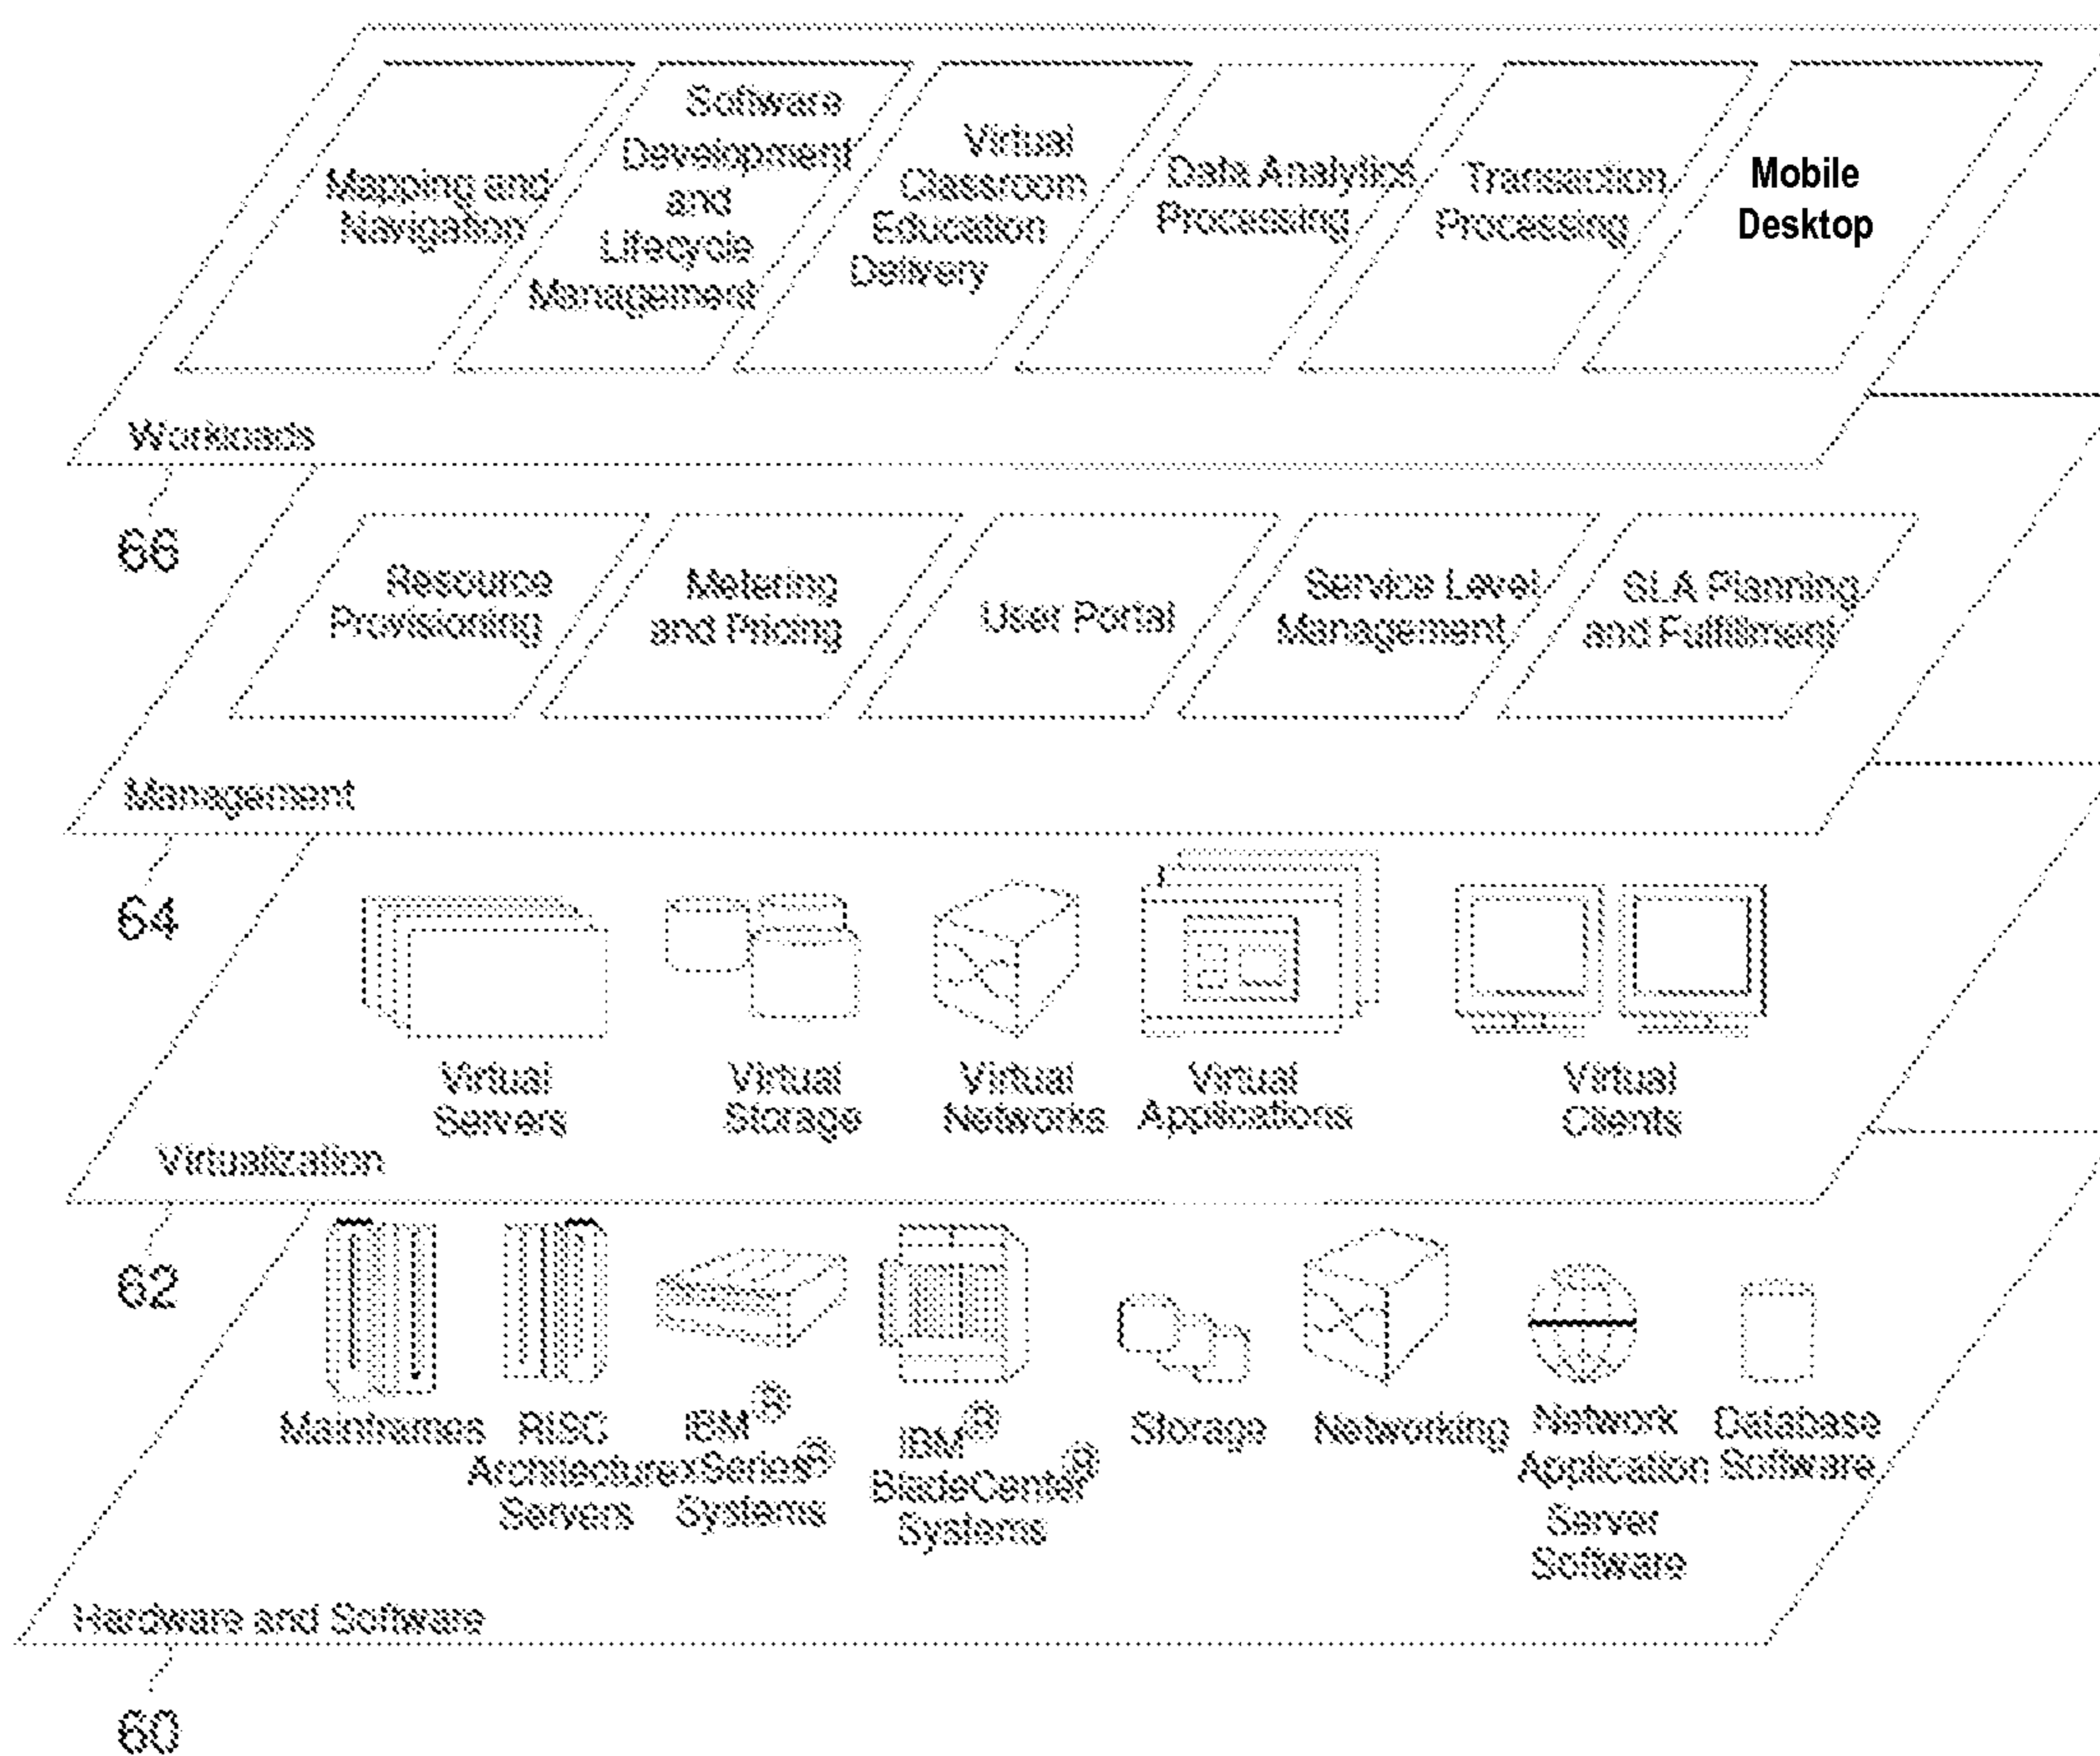 Mapping and
Navigation
Software
Development
and
Lifecycle
Management
Virtual
Classroom
Education
Delivery
Data Analytics
Processing
Transaction
Processing
Mobile
Desktop
Workloads
66
Resource
Provisioning
Metering
and Pricing
User Portal
Service Level
Management
SLA Planning
and Fulfillment
Management
64
Virtual
Servers
Virtual
Storage
Virtual
Networks
Virtual
Applications
Virtual
Clients
Virtualization
62
Mainframes
RISC
Architecture
Servers
IBM®
xSeries®
Systems
IBM®
BladeCenter®
Systems
Storage
Networking
Network
Application
Server
Software
Database
Software
Hardware and Software
60